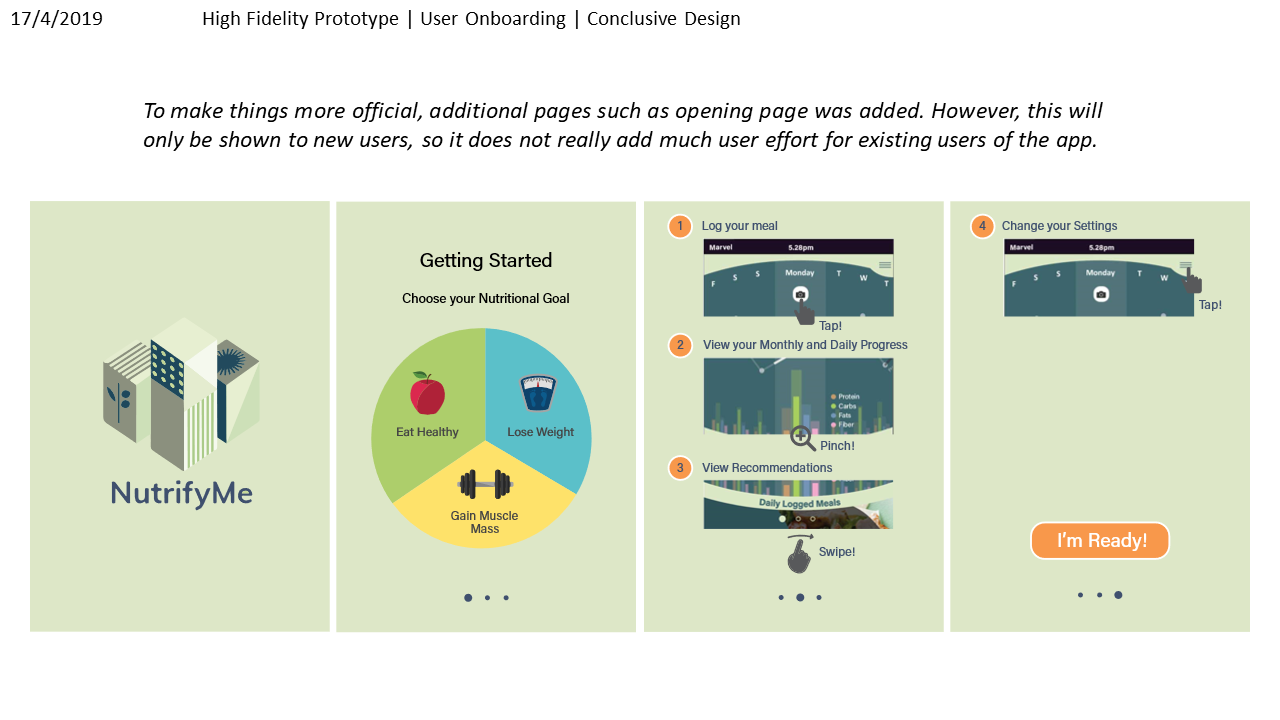 17/4/2019
High Fidelity Prototype | User Onboarding | Conclusive Design
To make things more official, additional pages such as opening page was added. However, this will
only be shown to new users, so it does not really add much user effort for existing users of the app.
NutrifyMe
Getting Started
Choose your Nutritional Goal
Eat Healthy
Lose Weight
Gain Muscle
Mass
1 Log your meal
Marvel 5.28pm
F S S Monday T W T
Tap!
2 View your Monthly and Daily Progress
Protein
Carbs
Fats
Fiber
Pinch!
3 View Recommendations
Daily Logged Meals
Swipe!
4 Change your Settings
Marvel 5.28pm
F S S Monday T W
Tap!
I'm Ready!